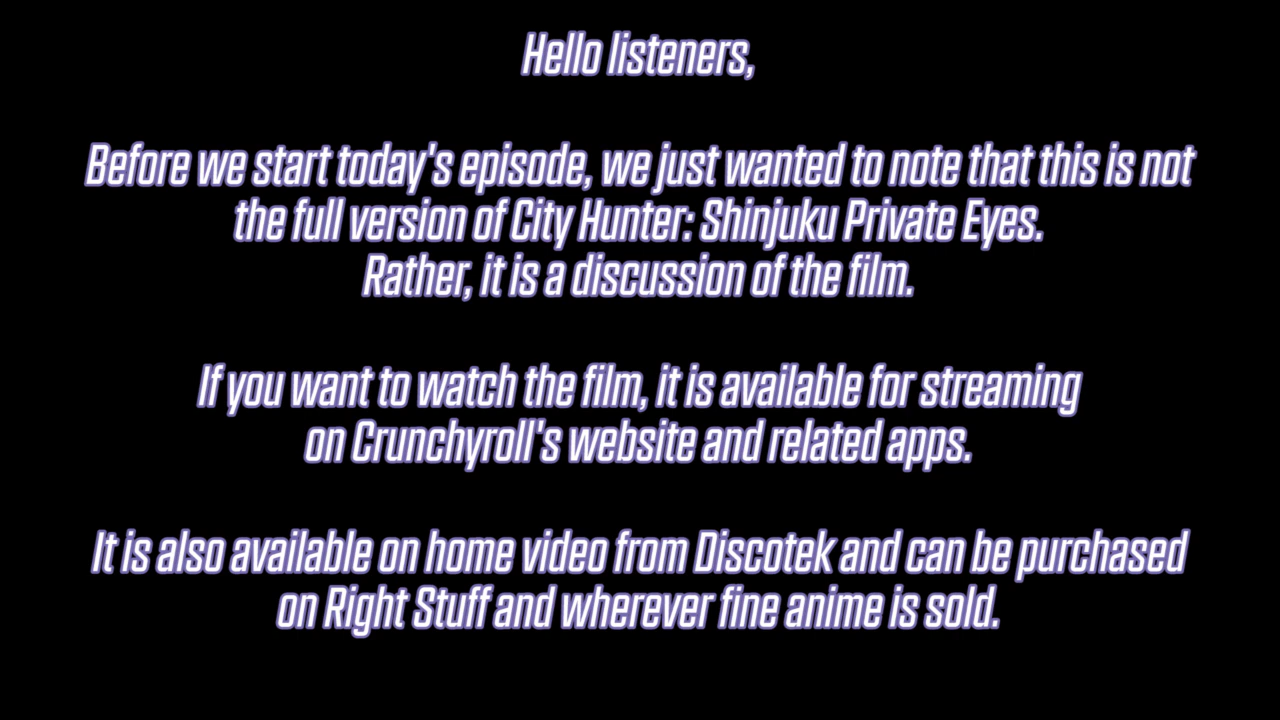 Hello listeners,
Before we start today's episode, we just wanted to note that this is not
the full version of City Hunter: Shinjuku Private Eyes.
Rather, it is a discussion of the film.
If you want to watch the film, it is available for streaming
on Crunchyroll's website and related apps.
It is also available on home video from Discotek and can be purchased
on Right Stuff and wherever fine anime is sold.